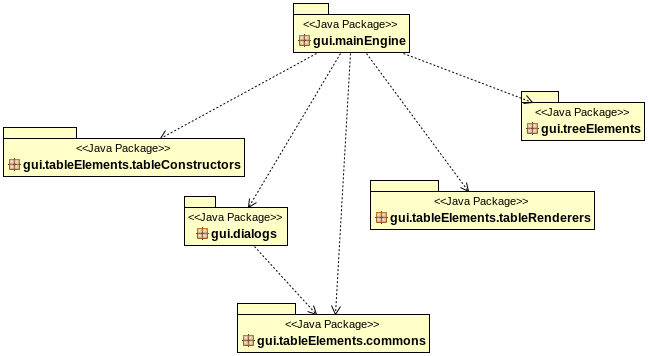 <<Java Package>>
gui.mainEngine
<<Java Package>>
gui.treeElements
<<Java Package>>
gui.tableElements.tableConstructors
<<Java Package>>
gui.tableElements.tableRenderers
<<Java Package>>
gui.dialogs
<<Java Package>>
gui.tableElements.commons